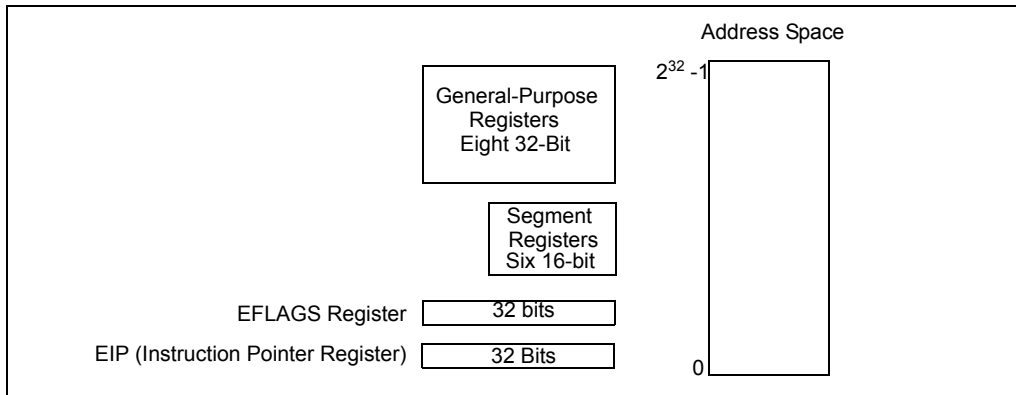 Address Space
2³² -1
General-Purpose
Registers
Eight 32-Bit
Segment
Registers
Six 16-bit
EFLAGS Register
32 bits
EIP (Instruction Pointer Register)
32 Bits
0